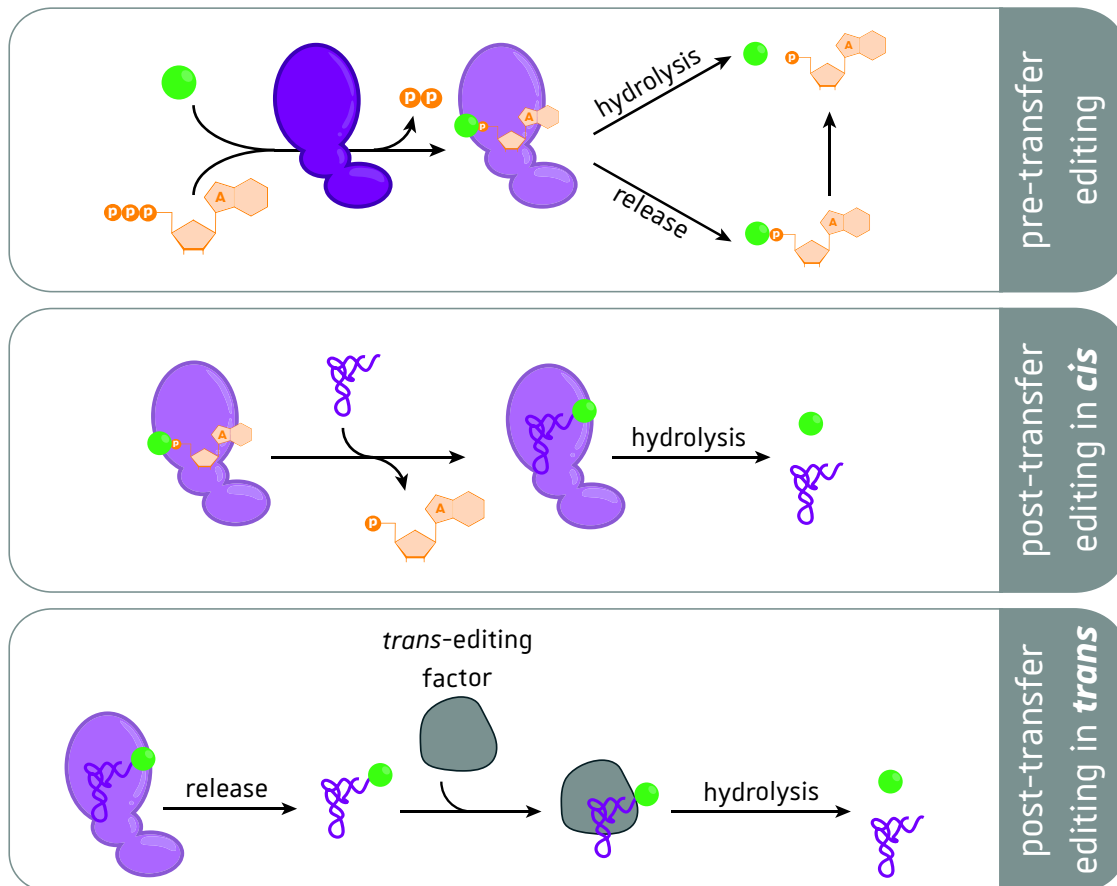 A
p p
p p p
A
p
A
hydrolysis
p
A
release
p
A
pre-transfer
editing
p
A
p
A
hydrolysis
post-transfer
editing in cis
trans-editing
factor
release
hydrolysis
post-transfer
editing in trans